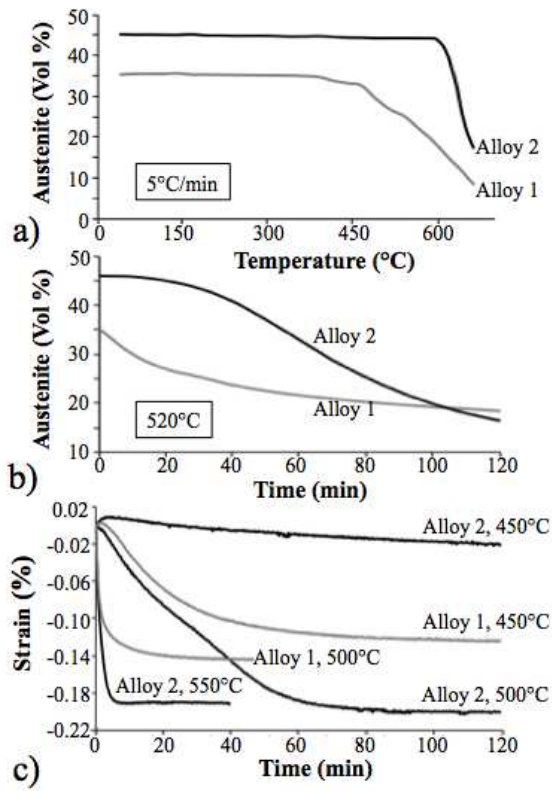 50
40
30
20
10
0
Austenite (Vol %)
Alloy 2
Alloy 1
5°C/min
0 150 300 450 600
Temperature (°C)
a)
50
40
30
20
10
Austenite (Vol %)
Alloy 2
Alloy 1
520°C
0 20 40 60 80 100 120
Time (min)
b)
0.02
-0.02
-0.06
-0.10
-0.14
-0.18
-0.22
Strain (%)
Alloy 2, 450°C
Alloy 1, 450°C
Alloy 1, 500°C
Alloy 2, 550°C
Alloy 2, 500°C
0 20 40 60 80 100 120
Time (min)
c)